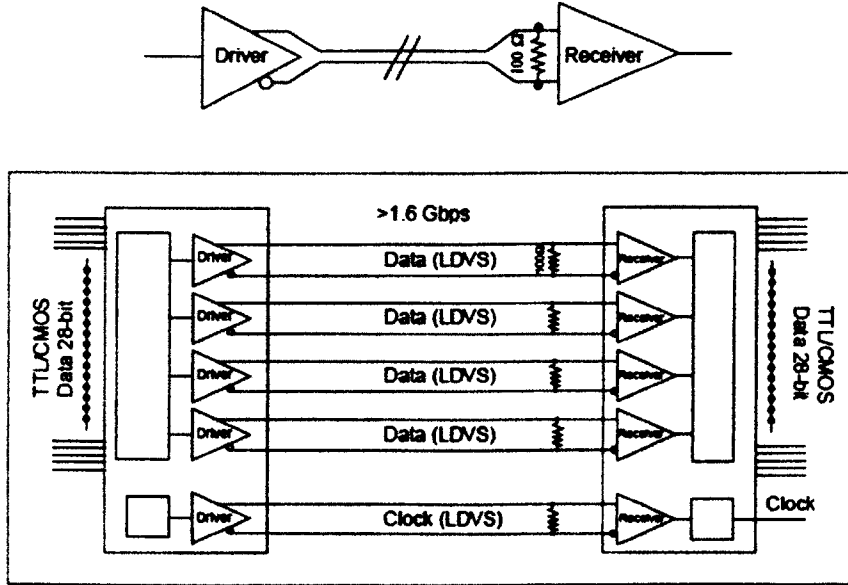 Driver
100 Ω
Receiver
>1.6 Gbps
TTL/CMOS
Data 28-bit
Driver
Data (LDVS)
Receiver
Driver
Data (LDVS)
Receiver
Driver
Data (LDVS)
Receiver
Driver
Data (LDVS)
Receiver
TTL/CMOS
Data 28-bit
Driver
Clock (LDVS)
Receiver
Clock